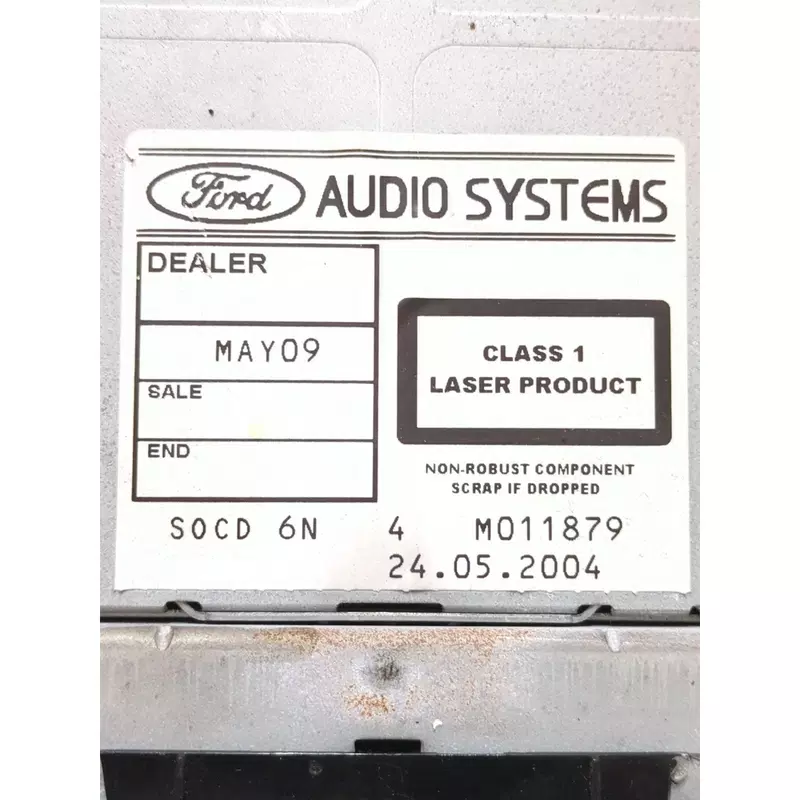 Ford AUDIO SYSTEMS
DEALER
MAY09
SALE
END
CLASS 1
LASER PRODUCT
NON-ROBUST COMPONENT
SCRAP IF DROPPED
SOCD 6N 4 M011879
24.05.2004